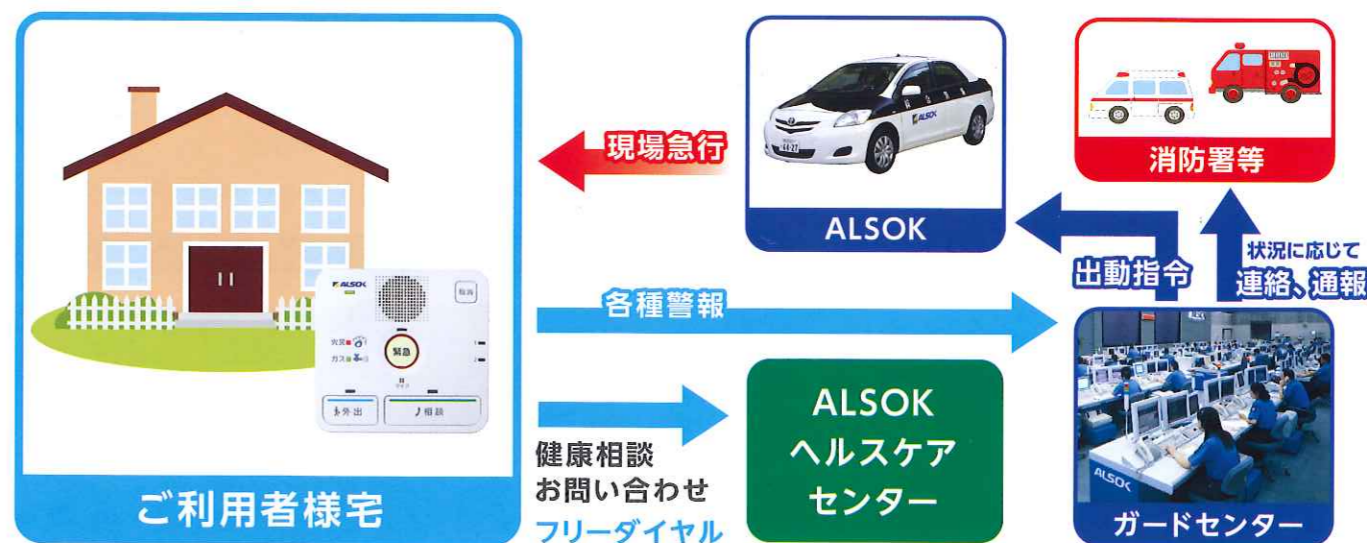 ALSOK
火災
ガス
緊急
外出
相談
ご利用者様宅
現場急行
ALSOK
44-27
ALSOK
消防署等
出動指令
状況に応じて
連絡、通報
各種警報
健康相談
お問い合わせ
フリーダイヤル
ALSOK
ヘルスケア
センター
ALSOK
ガードセンター